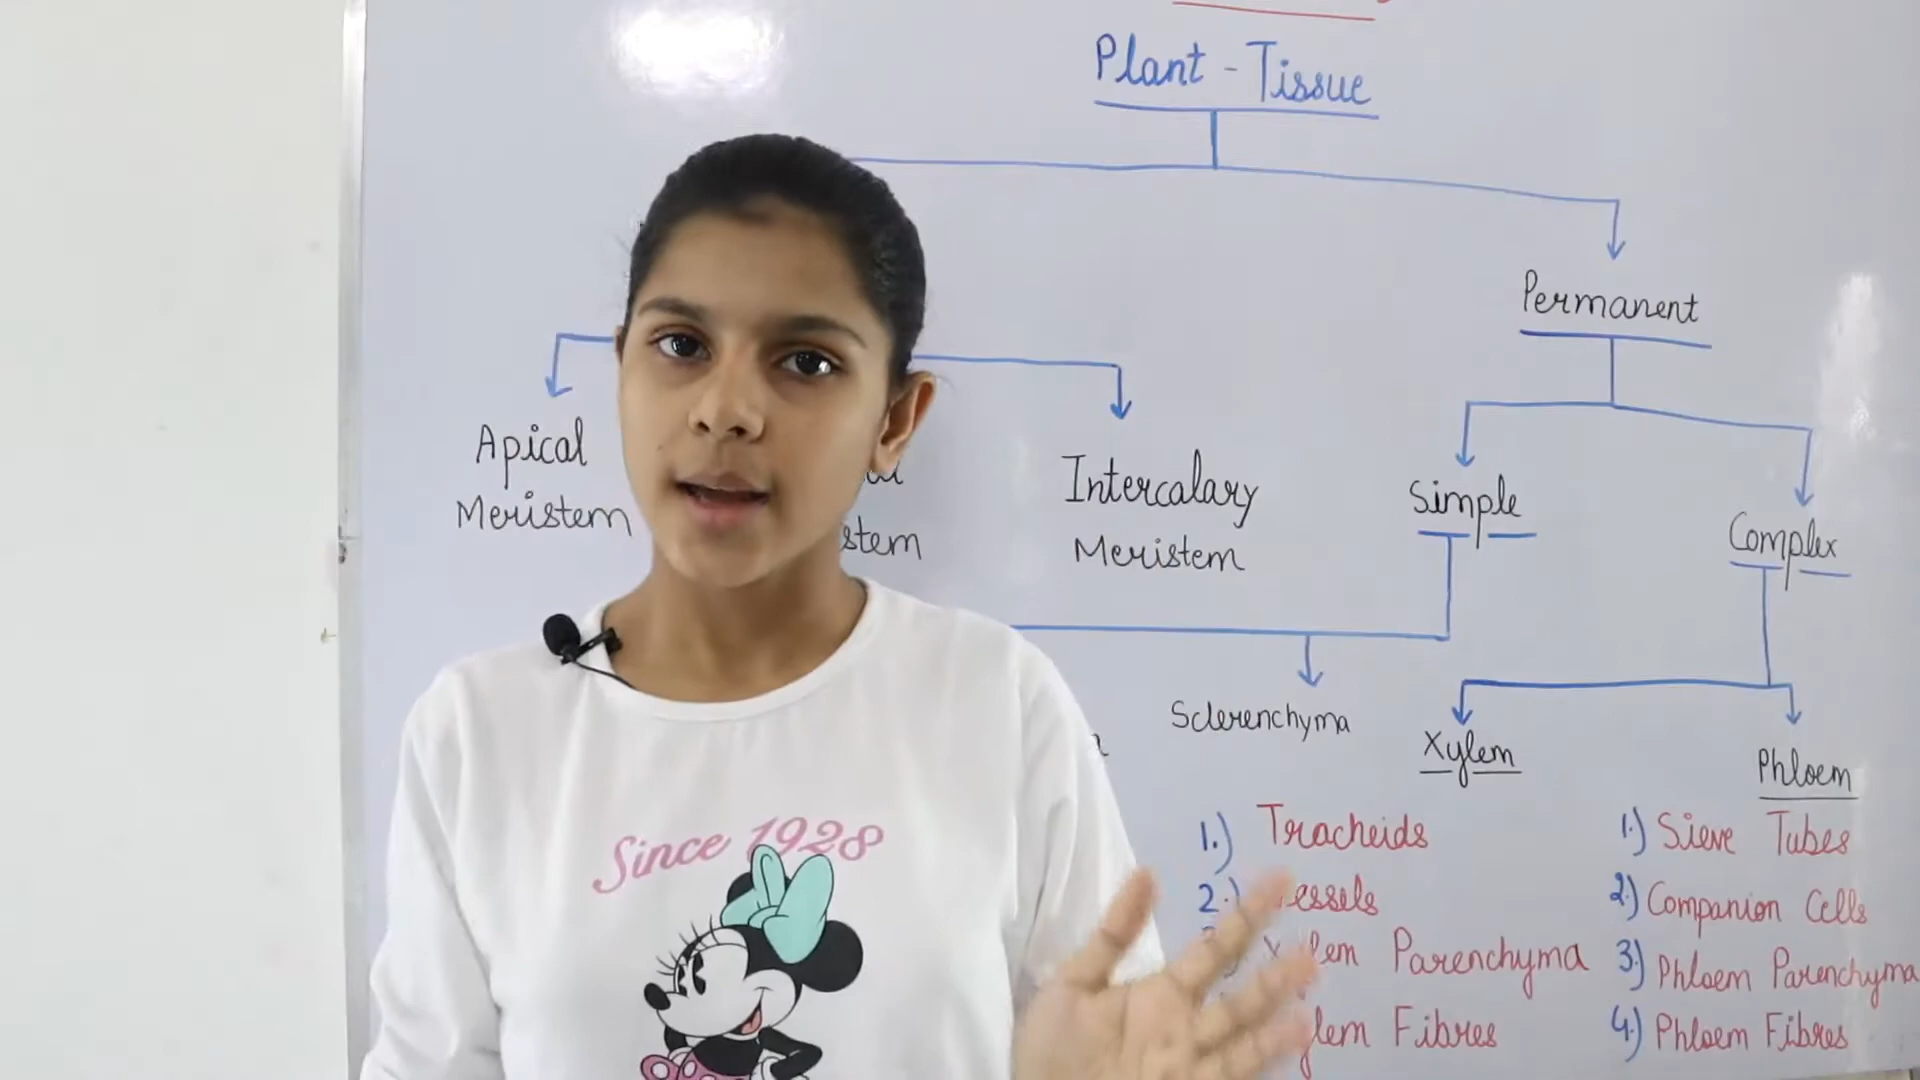 Plant - Tissue
Permanent
Apical
Meristem
Intercalary
Meristem
Simple
Complex
Sclerenchyma
Xylem
Phloem
1.) Tracheids
2.)
Parenchyma
Fibres
1.) Sieve Tubes
2.) Companion Cells
3.) Phloem Parenchyma
4.) Phloem Fibres
Since 1928